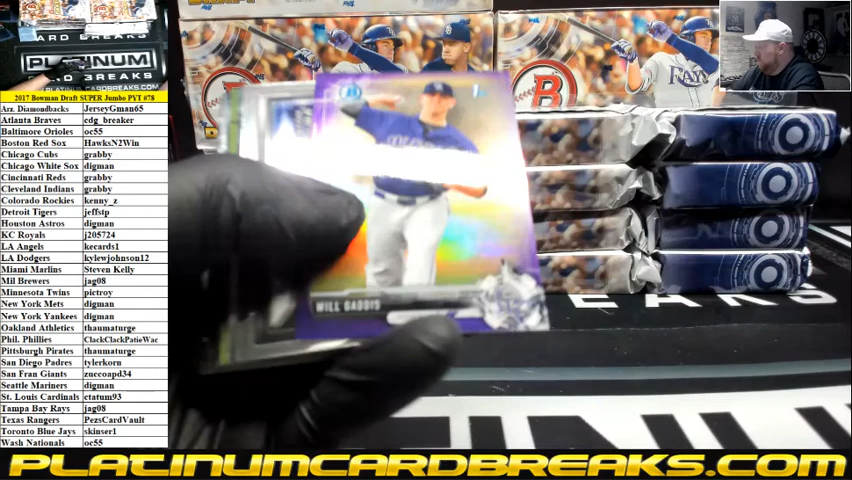 CARD BREAKS
PLATINUM
BREAKS
PLATINUMCARDBREAKS.COM
2017 Bowman Draft SUPER Jumbo PYT #78
Arz. Diamondbacks JerseyGman65
Atlanta Braves cdg_breaker
Baltimore Orioles oc55
Boston Red Sox HawksN2Win
Chicago Cubs grabby
Chicago White Sox digman
Cincinnati Reds grabby
Cleveland Indians grabby
Colorado Rockies kenny_z
Detroit Tigers jeffstp
Houston Astros digman
KC Royals j205724
LA Angels kecards1
LA Dodgers kylewjohnson12
Miami Marlins Steven Kelly
Mil Brewers jag08
Minnesota Twins pictroy
New York Mets digman
New York Yankees digman
Oakland Athletics thaumaturge
Phil. Phillies ClackClackPatieWac
Pittsburgh Pirates thaumaturge
San Diego Padres tylerkorn
San Fran Giants zuccoapd34
Seattle Mariners digman
St. Louis Cardinals ctatum93
Tampa Bay Rays jag08
Texas Rangers PezsCardVault
Toronto Blue Jays skinser1
Wash Nationals oc55
B
B
RAYS
WILL GADDIS
PLATINUMCARDBREAKS.COM